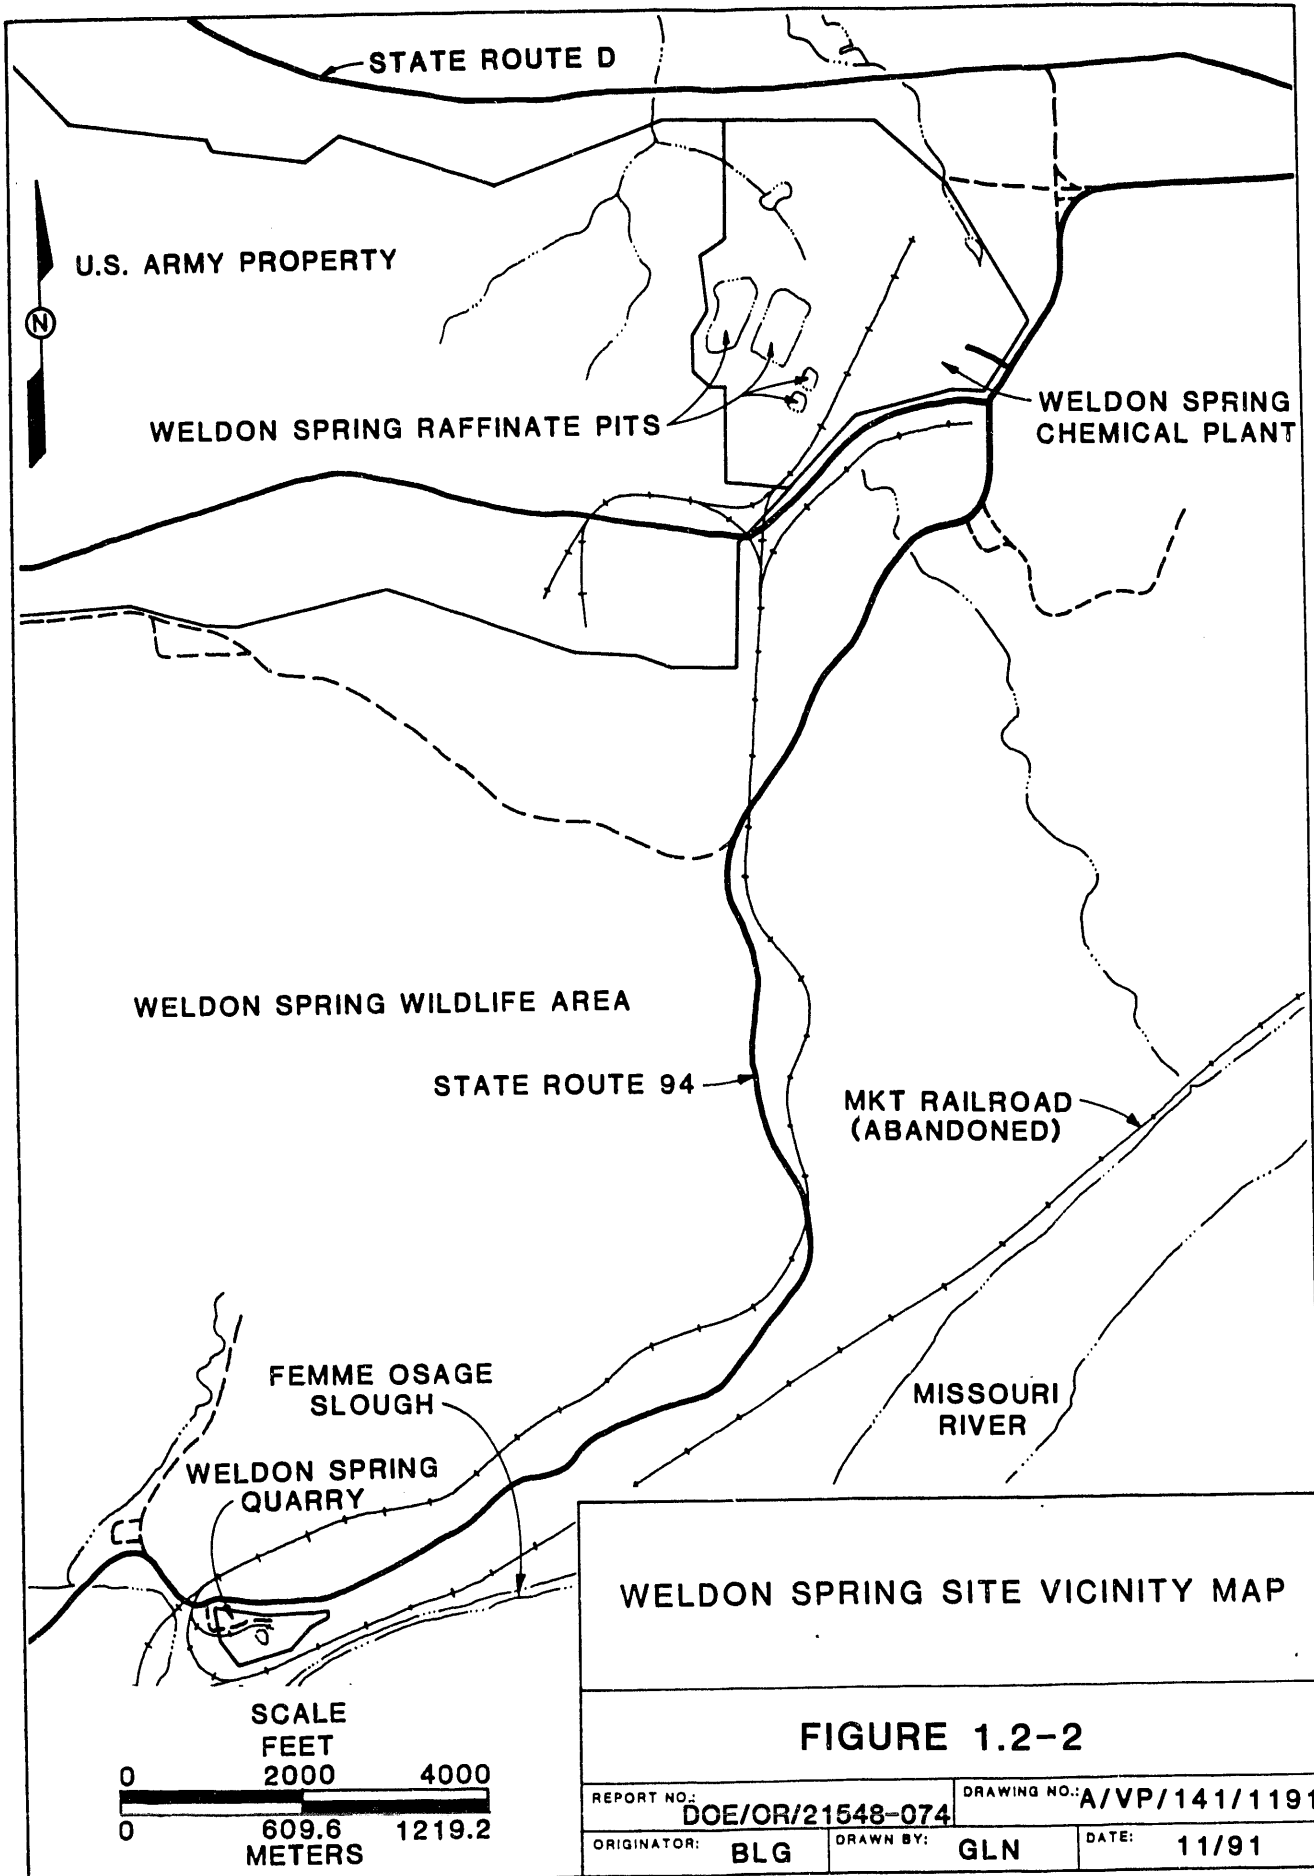 STATE ROUTE D
U.S. ARMY PROPERTY
N
WELDON SPRING RAFFINATE PITS
WELDON SPRING
CHEMICAL PLANT
WELDON SPRING WILDLIFE AREA
STATE ROUTE 94
MKT RAILROAD
(ABANDONED)
FEMME OSAGE
SLOUGH
MISSOURI
RIVER
WELDON SPRING
QUARRY
WELDON SPRING SITE VICINITY MAP
SCALE
FEET
0 2000 4000
0 609.6 1219.2
METERS
FIGURE 1.2-2
REPORT NO.: DOE/OR/21548-074 DRAWING NO.: A/VP/141/1191
ORIGINATOR: BLG DRAWN BY: GLN DATE: 11/91